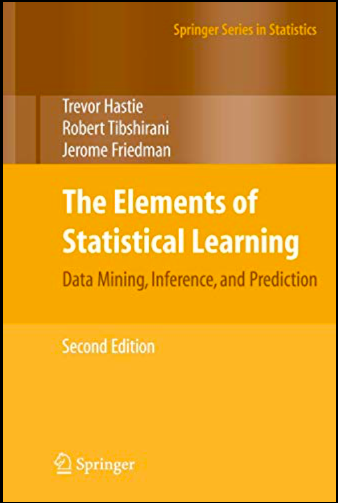 Springer Series in Statistics
Trevor Hastie
Robert Tibshirani
Jerome Friedman
The Elements of
Statistical Learning
Data Mining, Inference, and Prediction
Second Edition
Springer